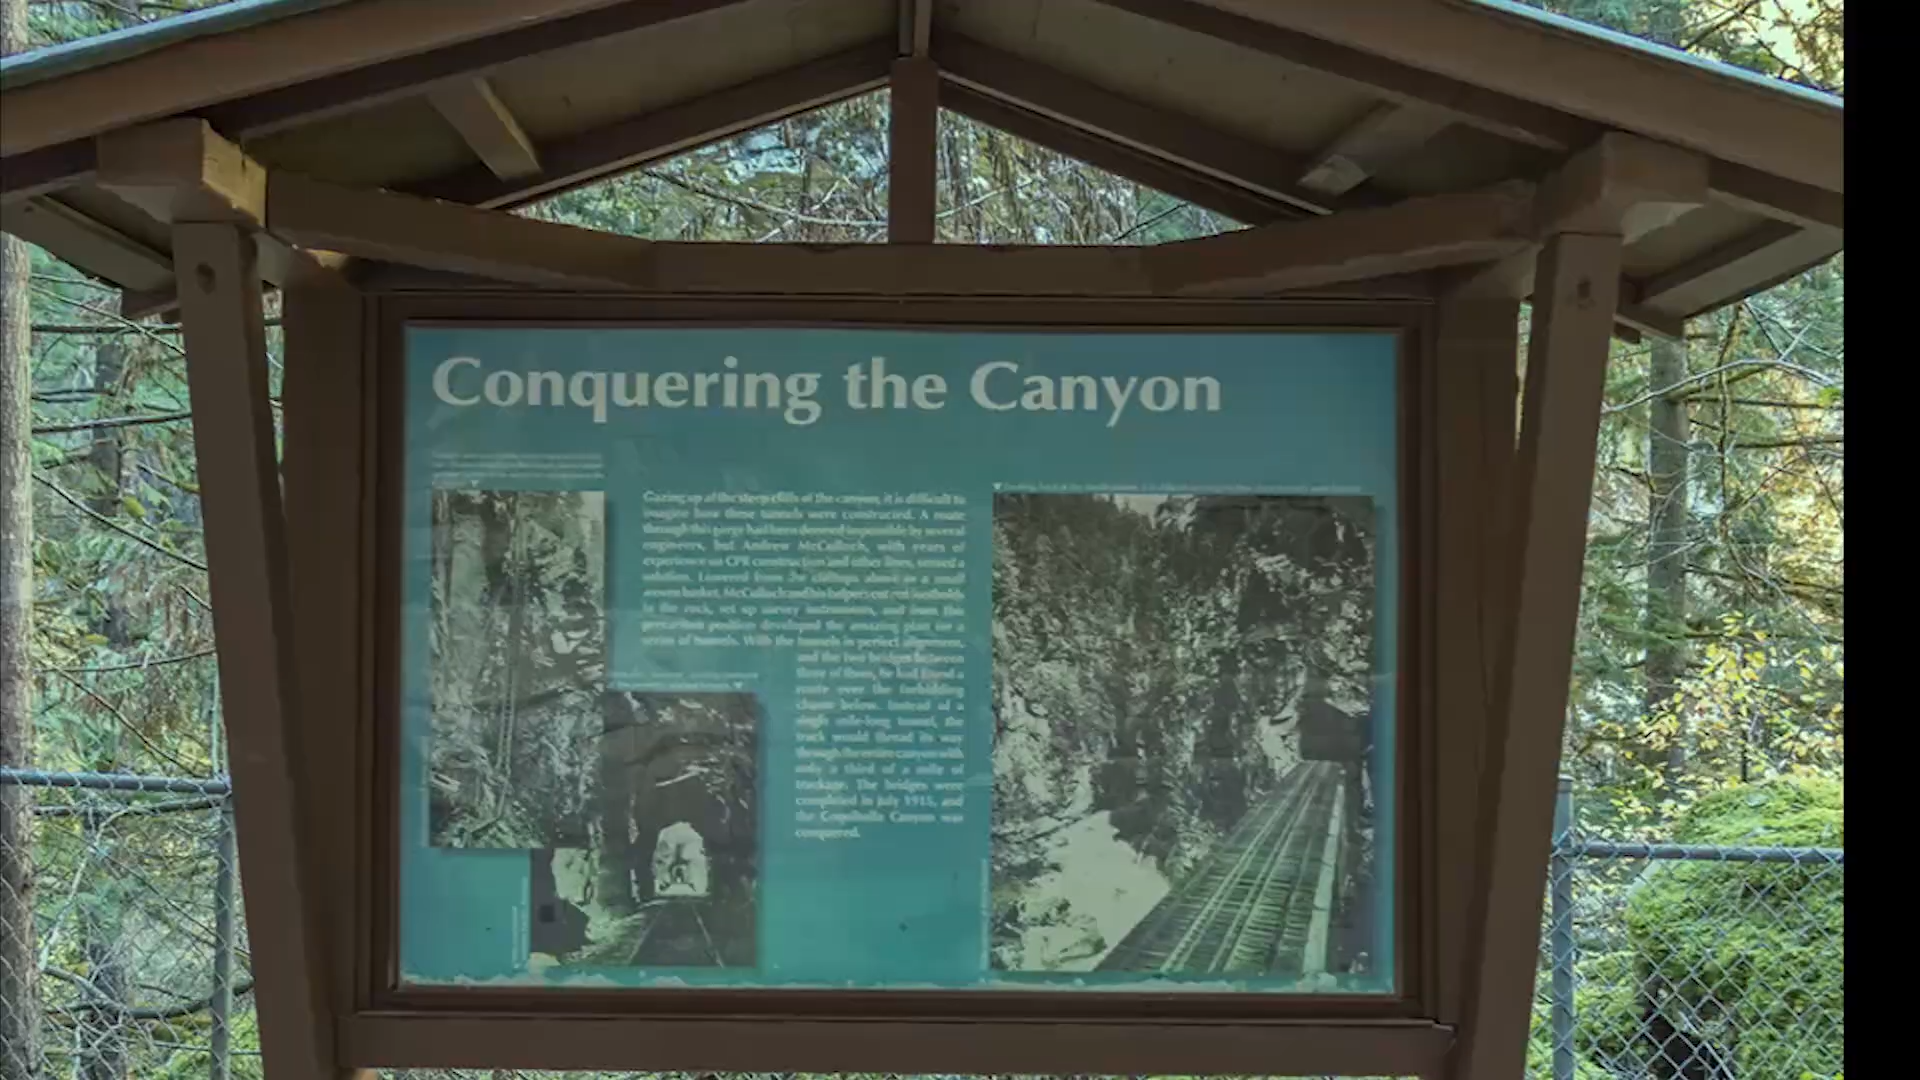 Conquering the Canyon
Gazing up at the steep cliffs of the canyon, it is difficult to
imagine how these tunnels were constructed. A route
through this gorge had been deemed impossible by several
engineers, but Andrew McCulloch, with years of
experience on CPR construction and other lines, sensed a
solution. Lowered from the clifftops above in a small
woven basket, McCulloch and his helpers cut out footholds
in the rock, set up survey instruments, and from this
precarious position developed the amazing plan for a
series of tunnels. With the tunnels in perfect alignment,
and the two bridges between
three of them, he had found a
route over the forbidding
chasm below. Instead of a
single mile-long tunnel, the
track would thread its way
through the entire canyon with
only a third of a mile of
trackage. The bridges were
completed in July 1915, and
the Coquihalla Canyon was
conquered.